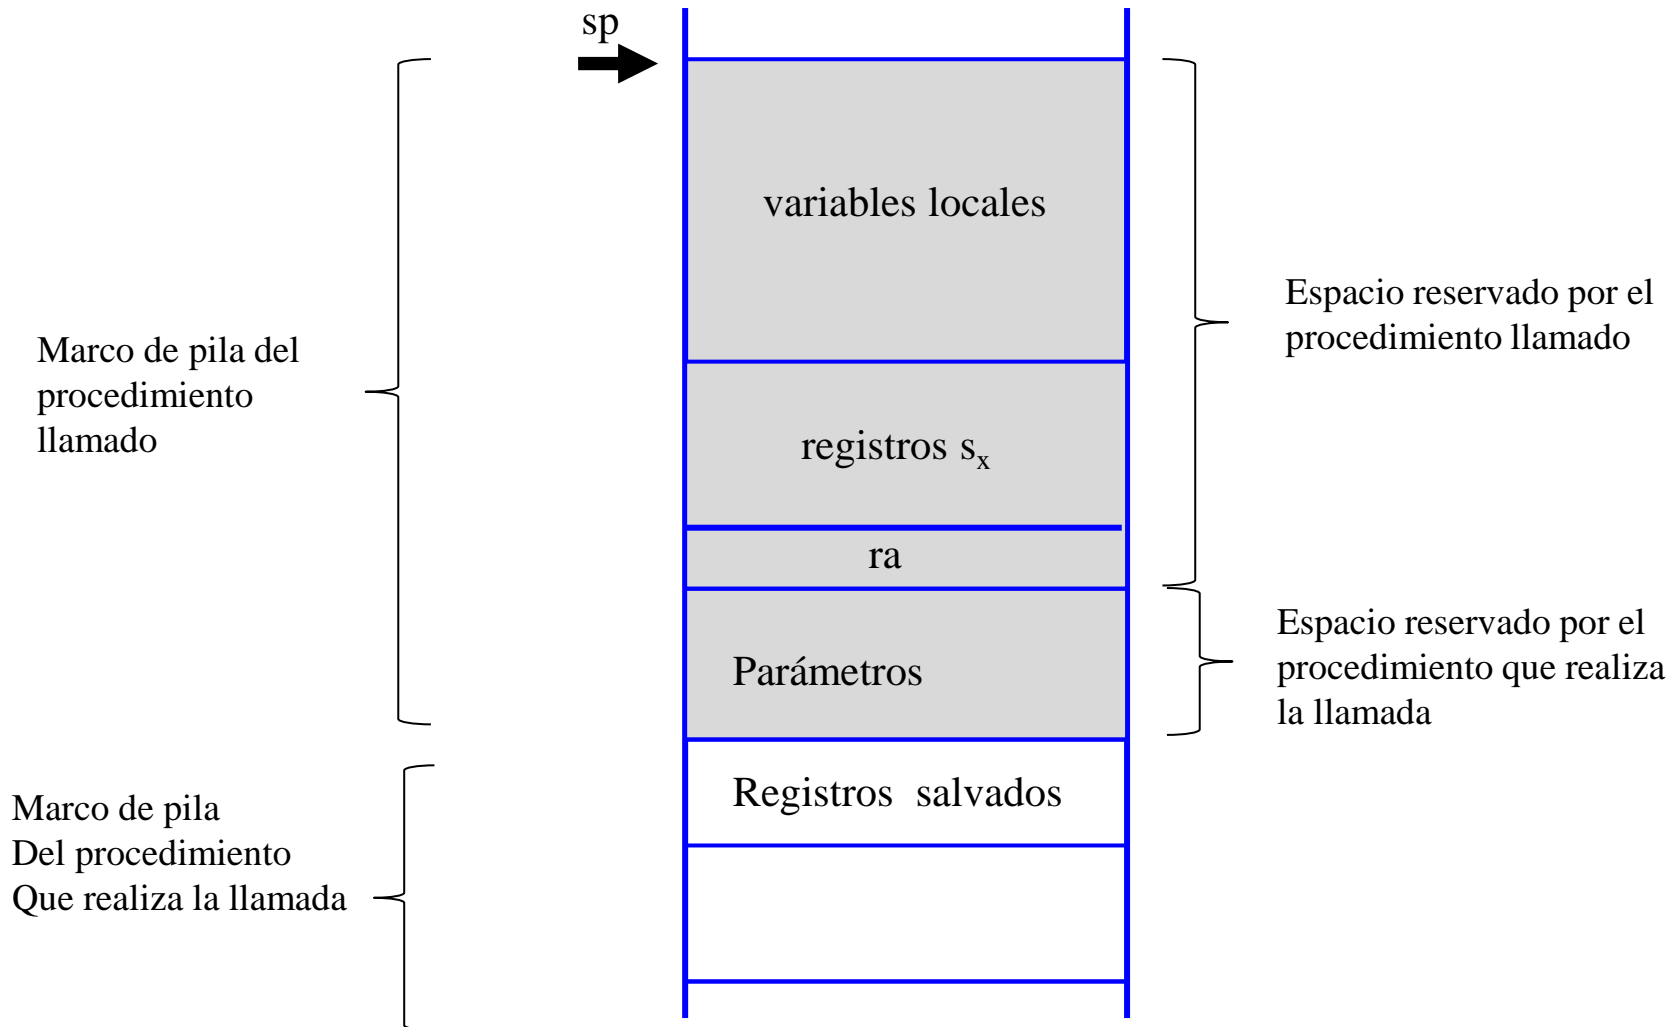 sp
variables locales
Espacio reservado por el
procedimiento llamado
Marco de pila del
procedimiento
llamado
registros sx
ra
Espacio reservado por el
procedimiento que realiza
la llamada
Parámetros
Registros salvados
Marco de pila
Del procedimiento
Que realiza la llamada